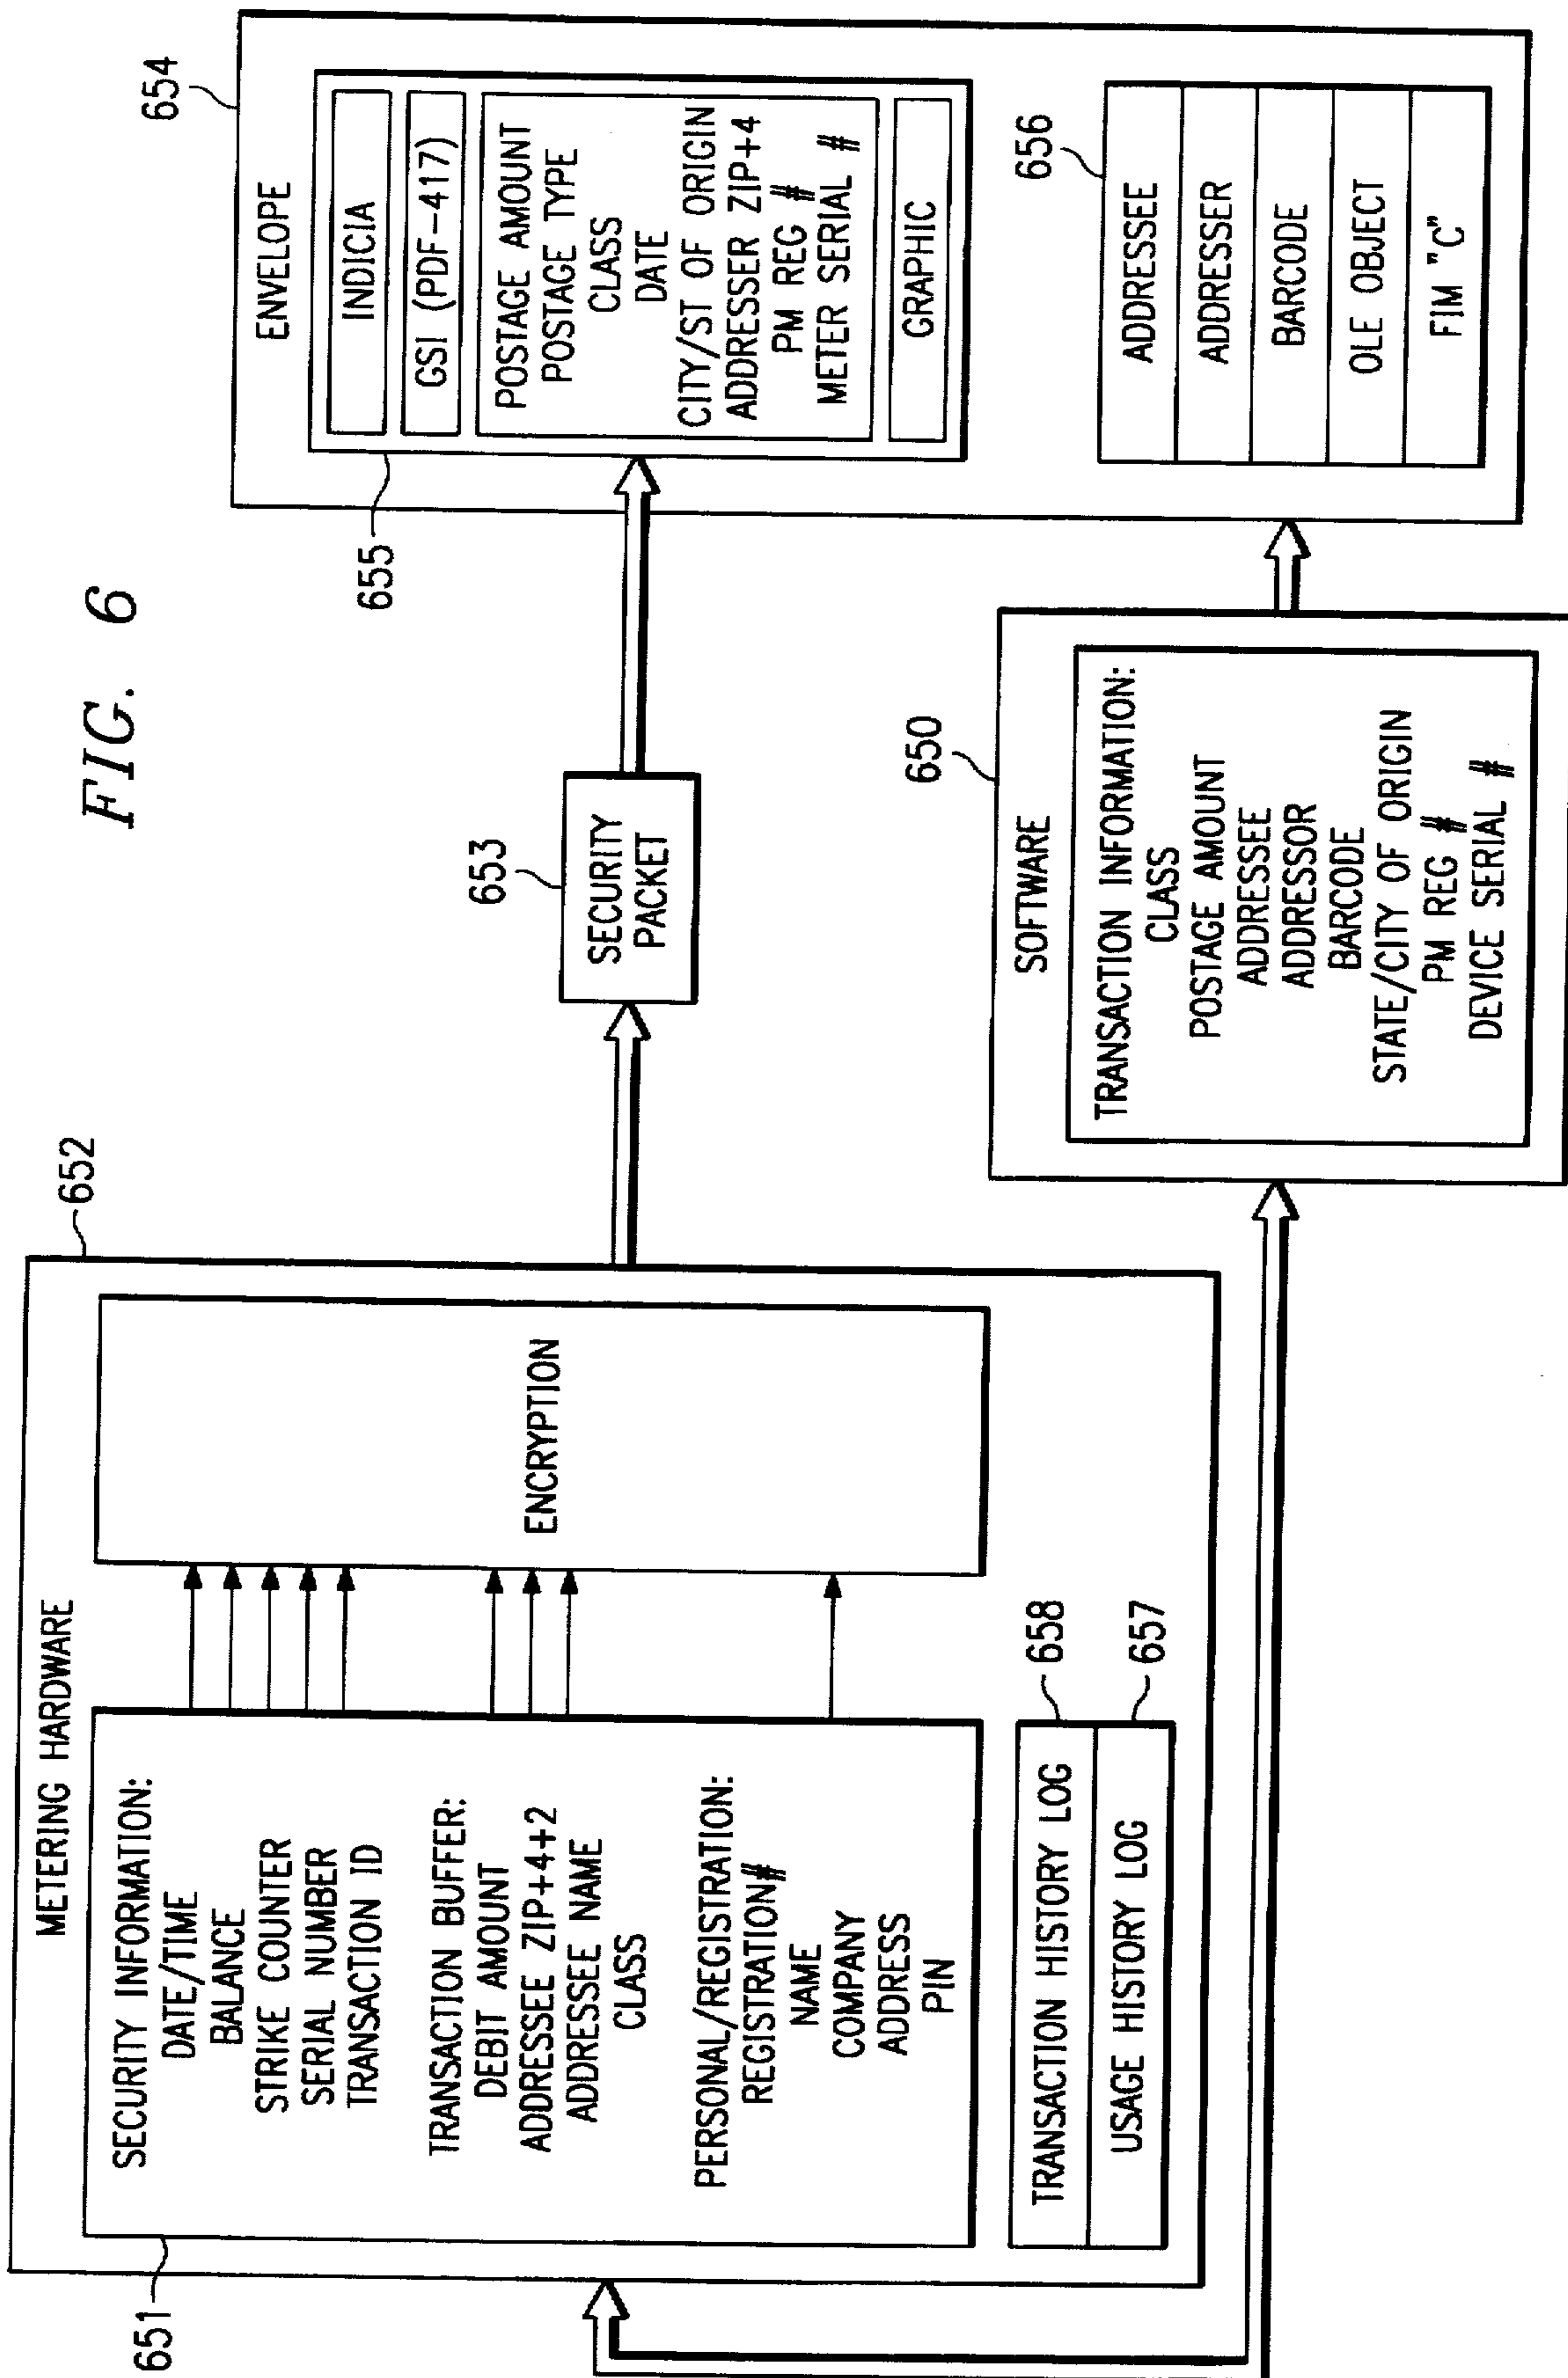 FIG. 6
652
METERING HARDWARE
651
SECURITY INFORMATION:
DATE/TIME
BALANCE
STRIKE COUNTER
SERIAL NUMBER
TRANSACTION ID
TRANSACTION BUFFER:
DEBIT AMOUNT
ADDRESSEE ZIP+4+2
ADDRESSEE NAME
CLASS
PERSONAL/REGISTRATION:
REGISTRATION#
NAME
COMPANY
ADDRESS
PIN
ENCRYPTION
TRANSACTION HISTORY LOG
658
USAGE HISTORY LOG
657
653
SECURITY
PACKET
654
ENVELOPE
655
INDICIA
GSI (PDF-417)
POSTAGE AMOUNT
POSTAGE TYPE
CLASS
DATE
CITY/ST OF ORIGIN
ADDRESSER ZIP+4
PM REG #
METER SERIAL #
GRAPHIC
656
ADDRESSEE
ADDRESSER
BARCODE
OLE OBJECT
FIM "C"
650
SOFTWARE
TRANSACTION INFORMATION:
CLASS
POSTAGE AMOUNT
ADDRESSEE
ADDRESSOR
BARCODE
STATE/CITY OF ORIGIN
PM REG #
DEVICE SERIAL #